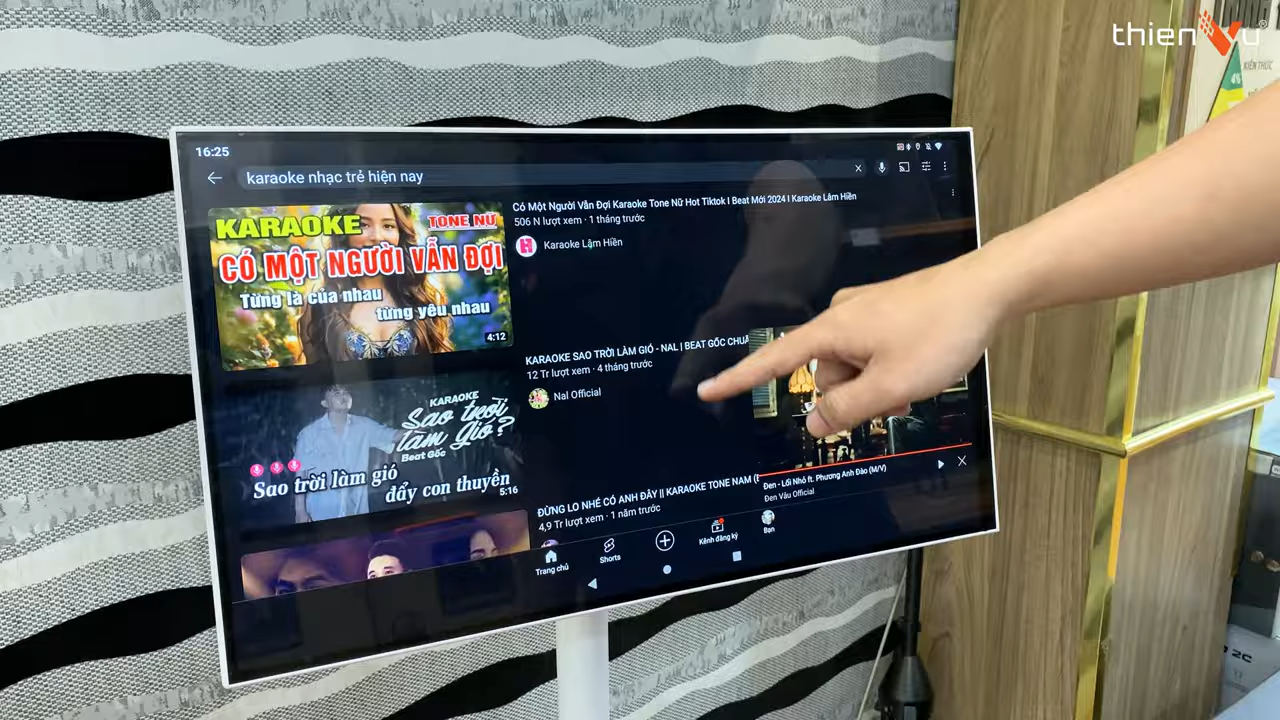 thienVu®
KIẾN THỨC
4%
16:25
karaoke nhạc trẻ hiện nay
KARAOKE
TONE NỮ
CÓ MỘT NGƯỜI VẪN ĐỢI
Từng là của nhau
từng yêu nhau
4:12
Có Một Người Vẫn Đợi Karaoke Tone Nữ Hot Tiktok I Beat Mới 2024 I Karaoke Lâm Hiền
506 N lượt xem · 1 tháng trước
Karaoke Lâm Hiền
KARAOKE
Sao trời
làm gió?
Beat Gốc
Sao trời làm gió
đẩy con thuyền
5:16
KARAOKE SAO TRỜI LÀM GIÓ - NAL | BEAT GỐC CHUẨ
12 Tr lượt xem · 4 tháng trước
Nal Official
ĐỪNG LO NHÉ CÓ ANH ĐÂY || KARAOKE TONE NAM (
4,9 Tr lượt xem · 1 năm trước
Đen - Lối Nhỏ ft. Phương Anh Đào (M/V)
Đen Vâu Official
Trang chủ
Shorts
Kênh đăng ký
Bạn
2C